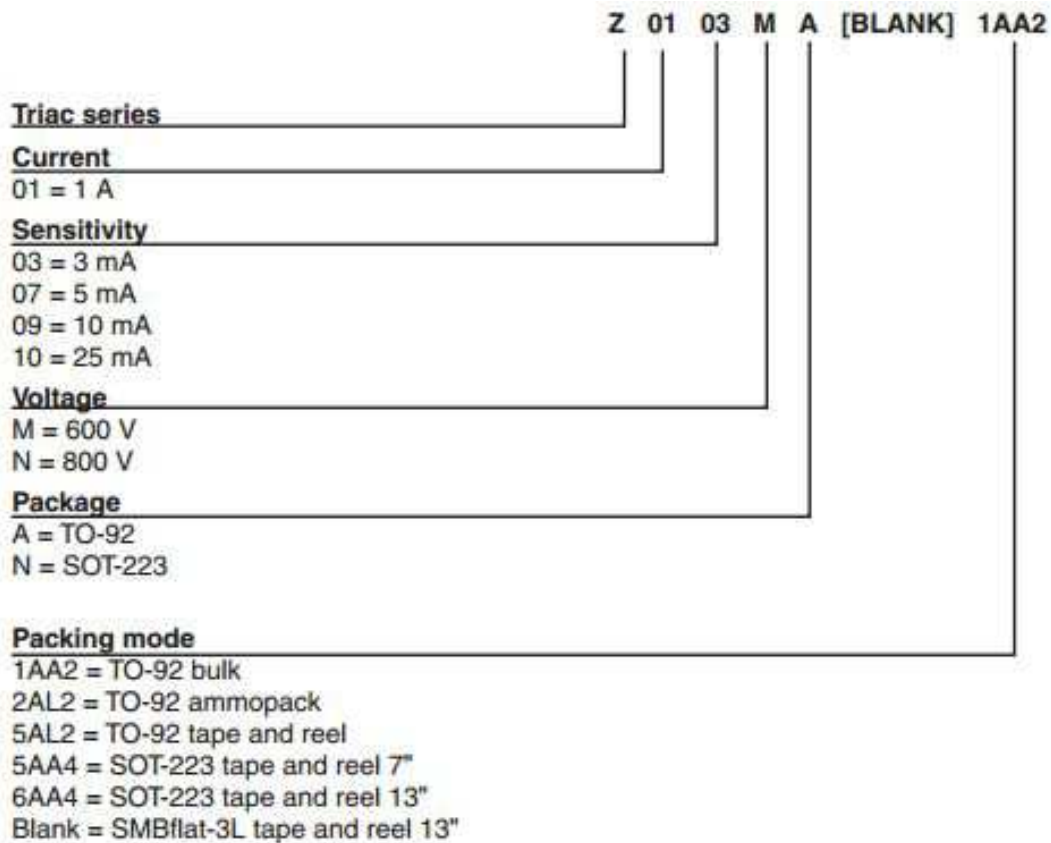 Z 01 03 M A [BLANK] 1AA2
Triac series
Current
01 = 1 A
Sensitivity
03 = 3 mA
07 = 5 mA
09 = 10 mA
10 = 25 mA
Voltage
M = 600 V
N = 800 V
Package
A = TO-92
N = SOT-223
Packing mode
1AA2 = TO-92 bulk
2AL2 = TO-92 ammopack
5AL2 = TO-92 tape and reel
5AA4 = SOT-223 tape and reel 7"
6AA4 = SOT-223 tape and reel 13"
Blank = SMBflat-3L tape and reel 13"